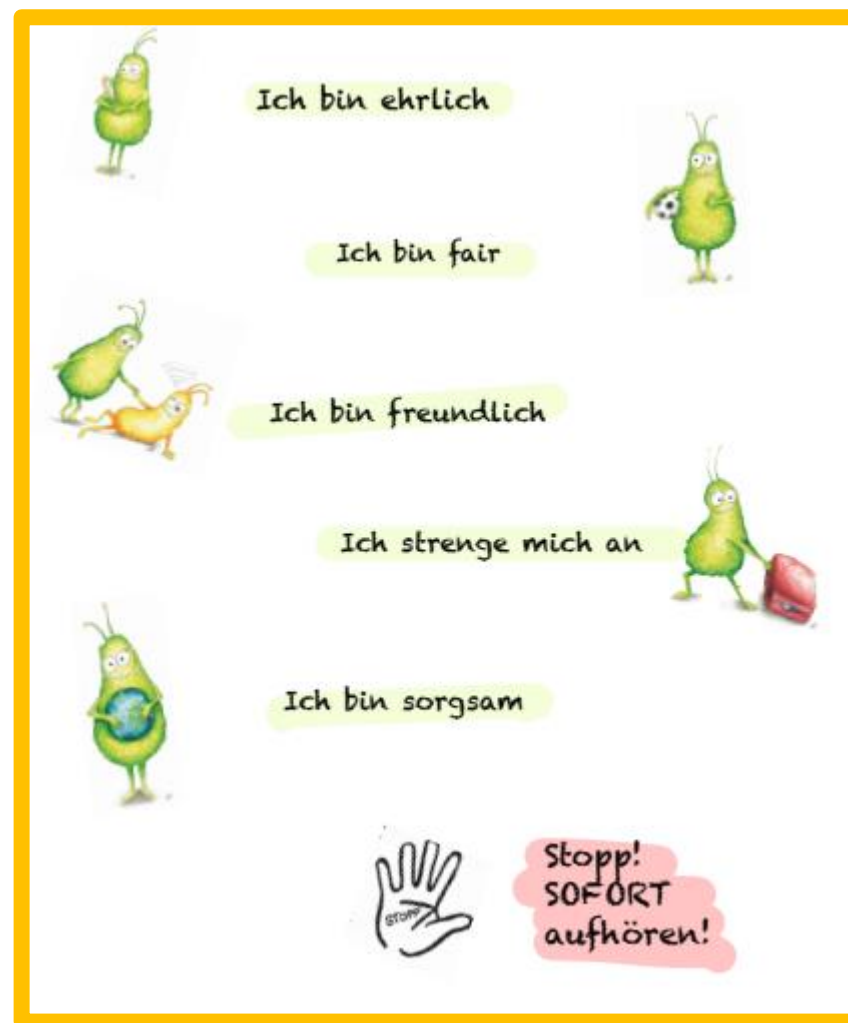 Ich bin ehrlich
Ich bin fair
Ich bin freundlich
Ich strenge mich an
Ich bin sorgsam
STOPP
Stopp!
SOFORT
aufhören!